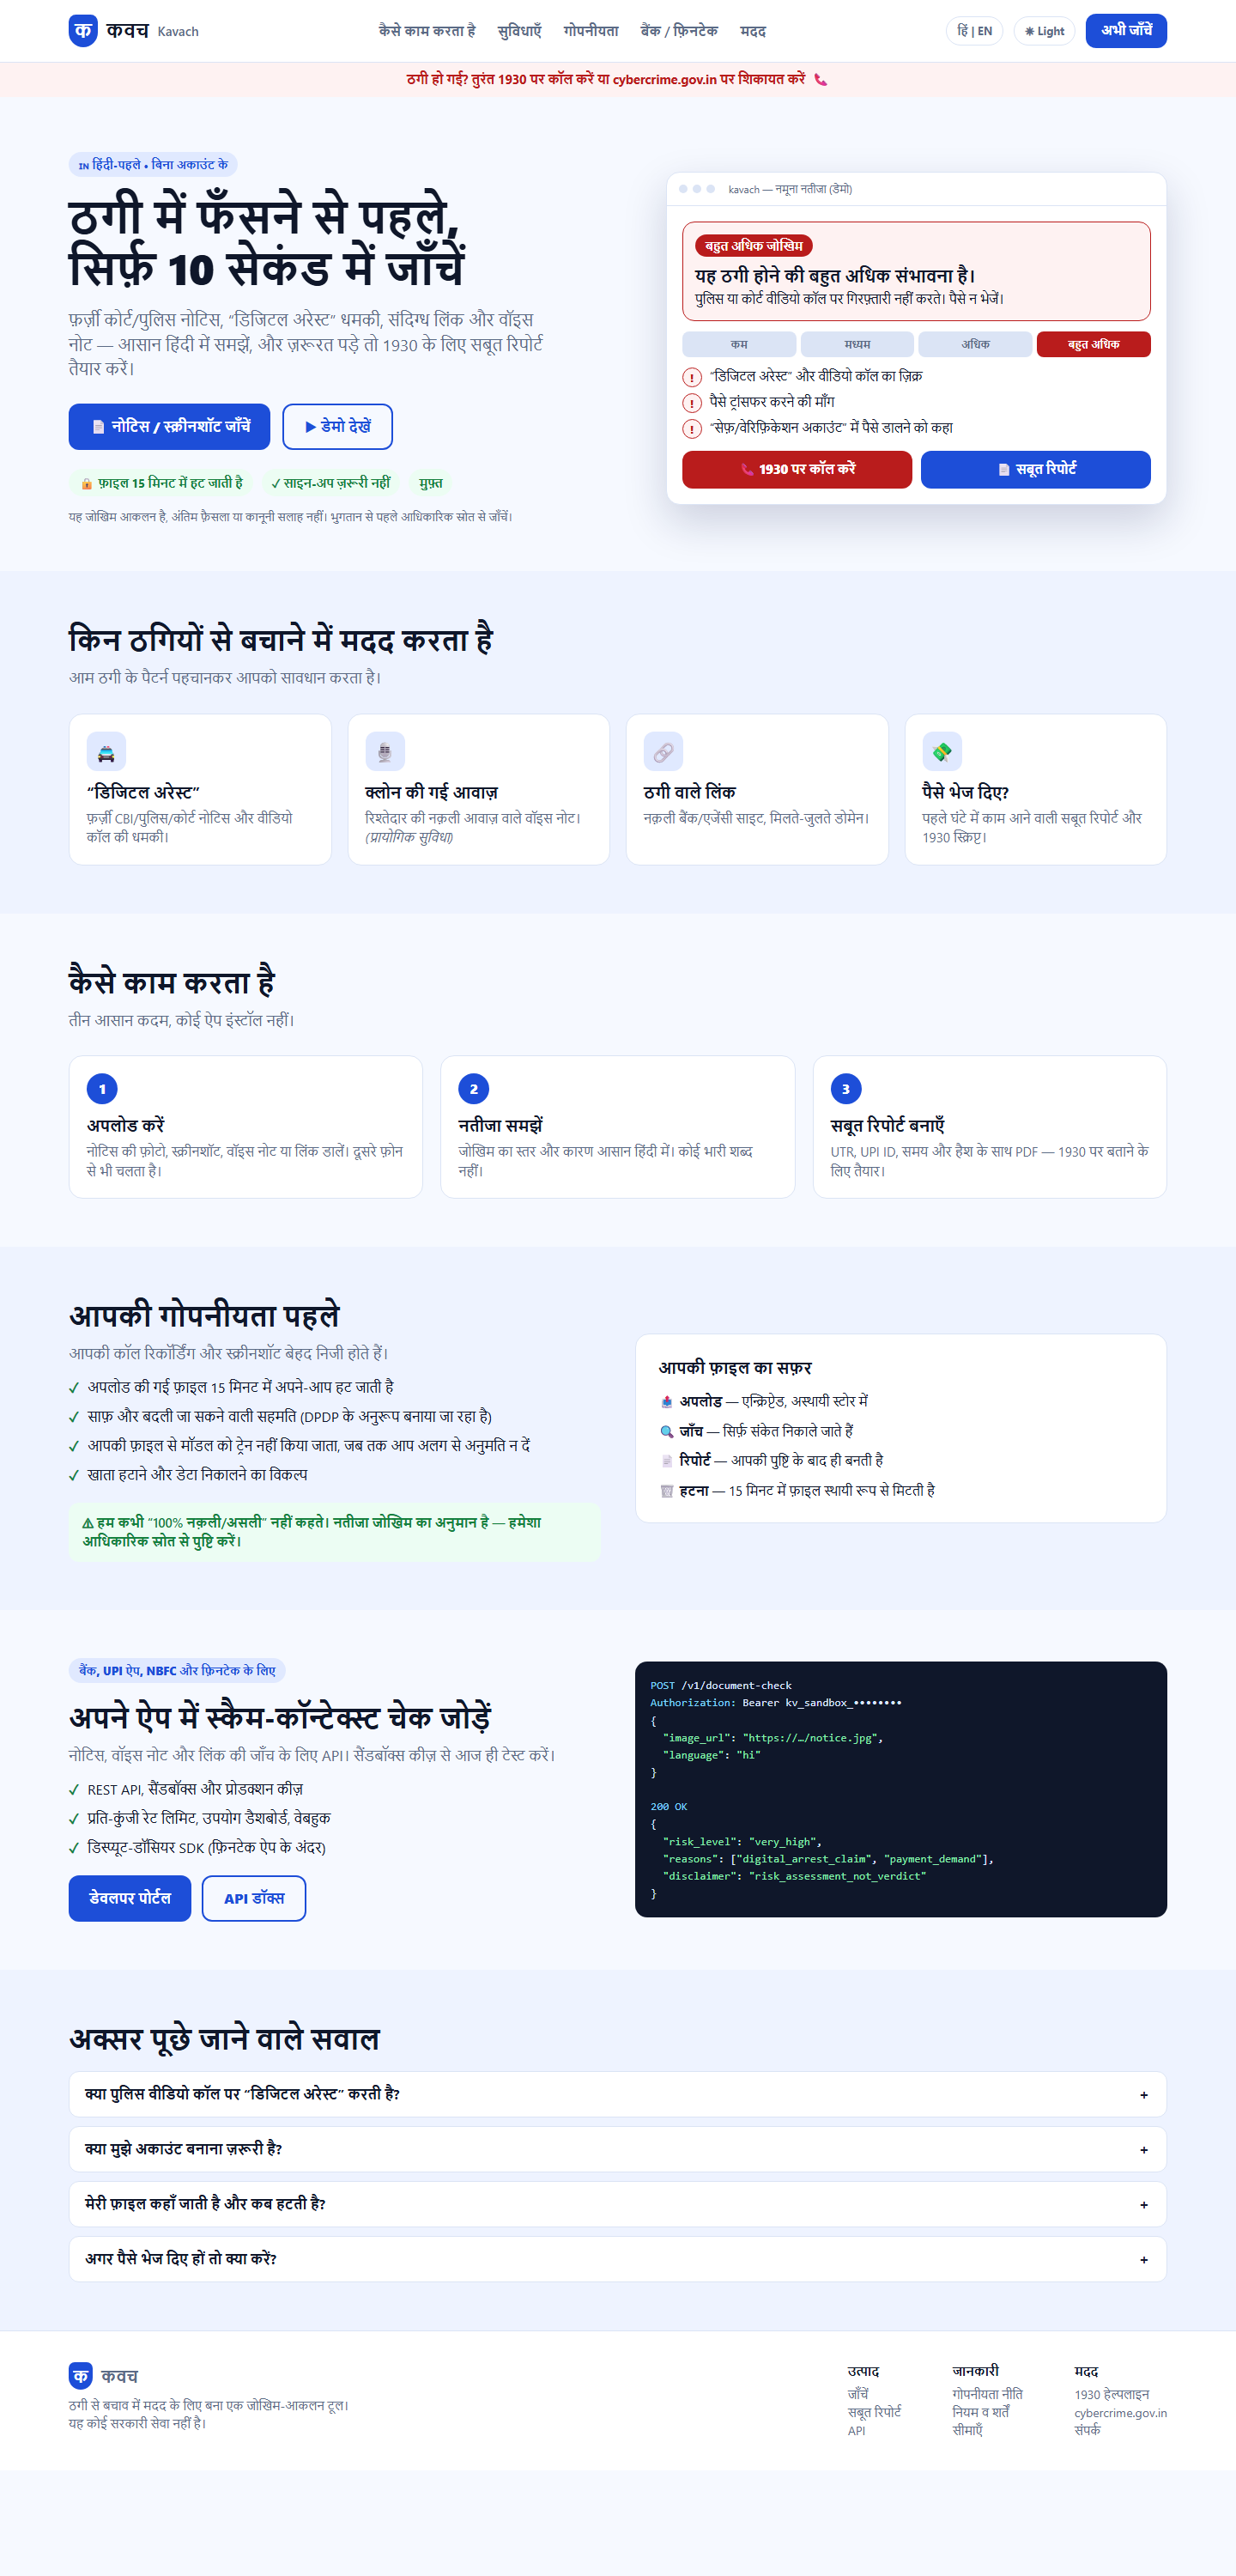 क कवच Kavach
कैसे काम करता है
सुविधाएँ
गोपनीयता
बैंक / फ़िनटेक
मदद
हिं | EN
Light
अभी जाँचें
ठगी हो गई? तुरंत 1930 पर कॉल करें या cybercrime.gov.in पर शिकायत करें
IN हिंदी-पहले • बिना अकाउंट के
ठगी में फँसने से पहले,
सिर्फ़ 10 सेकंड में जाँचें
फ़र्ज़ी कोर्ट/पुलिस नोटिस, “डिजिटल अरेस्ट” धमकी, संदिग्ध लिंक और वॉइस
नोट — आसान हिंदी में समझें, और ज़रूरत पड़े तो 1930 के लिए सबूत रिपोर्ट
तैयार करें।
नोटिस / स्क्रीनशॉट जाँचें
▶ डेमो देखें
फ़ाइल 15 मिनट में हट जाती है
✓ साइन-अप ज़रूरी नहीं
मुफ़्त
यह जोखिम आकलन है, अंतिम फ़ैसला या कानूनी सलाह नहीं। भुगतान से पहले आधिकारिक स्रोत से जाँचें।
kavach — नमूना नतीजा (डेमो)
बहुत अधिक जोखिम
यह ठगी होने की बहुत अधिक संभावना है।
पुलिस या कोर्ट वीडियो कॉल पर गिरफ़्तारी नहीं करते। पैसे न भेजें।
कम
मध्यम
अधिक
बहुत अधिक
! “डिजिटल अरेस्ट” और वीडियो कॉल का ज़िक्र
! पैसे ट्रांसफर करने की माँग
! “सेफ़/वेरिफ़िकेशन अकाउंट” में पैसे डालने को कहा
1930 पर कॉल करें
सबूत रिपोर्ट
किन ठगियों से बचाने में मदद करता है
आम ठगी के पैटर्न पहचानकर आपको सावधान करता है।
“डिजिटल अरेस्ट”
फ़र्ज़ी CBI/पुलिस/कोर्ट नोटिस और वीडियो
कॉल की धमकी।
क्लोन की गई आवाज़
रिश्तेदार की नक़ली आवाज़ वाले वॉइस नोट।
(प्रायोगिक सुविधा)
ठगी वाले लिंक
नक़ली बैंक/एजेंसी साइट, मिलते-जुलते डोमेन।
पैसे भेज दिए?
पहले घंटे में काम आने वाली सबूत रिपोर्ट और
1930 स्क्रिप्ट।
कैसे काम करता है
तीन आसान कदम, कोई ऐप इंस्टॉल नहीं।
1
अपलोड करें
नोटिस की फ़ोटो, स्क्रीनशॉट, वॉइस नोट या लिंक डालें। दूसरे फ़ोन
से भी चलता है।
2
नतीजा समझें
जोखिम का स्तर और कारण आसान हिंदी में। कोई भारी शब्द
नहीं।
3
सबूत रिपोर्ट बनाएँ
UTR, UPI ID, समय और हैश के साथ PDF — 1930 पर बताने के
लिए तैयार।
आपकी गोपनीयता पहले
आपकी कॉल रिकॉर्डिंग और स्क्रीनशॉट बेहद निजी होते हैं।
✓ अपलोड की गई फ़ाइल 15 मिनट में अपने-आप हट जाती है
✓ साफ़ और बदली जा सकने वाली सहमति (DPDP के अनुरूप बनाया जा रहा है)
✓ आपकी फ़ाइल से मॉडल को ट्रेन नहीं किया जाता, जब तक आप अलग से अनुमति न दें
✓ खाता हटाने और डेटा निकालने का विकल्प
⚠ हम कभी “100% नक़ली/असली” नहीं कहते। नतीजा जोखिम का अनुमान है — हमेशा
आधिकारिक स्रोत से पुष्टि करें।
आपकी फ़ाइल का सफ़र
अपलोड — एन्क्रिप्टेड, अस्थायी स्टोर में
जाँच — सिर्फ़ संकेत निकाले जाते हैं
रिपोर्ट — आपकी पुष्टि के बाद ही बनती है
हटना — 15 मिनट में फ़ाइल स्थायी रूप से मिटती है
बैंक, UPI ऐप, NBFC और फ़िनटेक के लिए
अपने ऐप में स्कैम-कॉन्टेक्स्ट चेक जोड़ें
नोटिस, वॉइस नोट और लिंक की जाँच के लिए API। सैंडबॉक्स कीज़ से आज ही टेस्ट करें।
✓ REST API, सैंडबॉक्स और प्रोडक्शन कीज़
✓ प्रति-कुंजी रेट लिमिट, उपयोग डैशबोर्ड, वेबहुक
✓ डिस्प्यूट-डॉसियर SDK (फ़िनटेक ऐप के अंदर)
डेवलपर पोर्टल
API डॉक्स
POST /v1/document-check
Authorization: Bearer kv_sandbox_••••••••
{
"image_url": "https://…/notice.jpg",
"language": "hi"
}
200 OK
{
"risk_level": "very_high",
"reasons": ["digital_arrest_claim", "payment_demand"],
"disclaimer": "risk_assessment_not_verdict"
}
अक्सर पूछे जाने वाले सवाल
क्या पुलिस वीडियो कॉल पर “डिजिटल अरेस्ट” करती है? +
क्या मुझे अकाउंट बनाना ज़रूरी है? +
मेरी फ़ाइल कहाँ जाती है और कब हटती है? +
अगर पैसे भेज दिए हों तो क्या करें? +
क कवच
ठगी से बचाव में मदद के लिए बना एक जोखिम-आकलन टूल।
यह कोई सरकारी सेवा नहीं है।
उत्पाद
जाँचें
सबूत रिपोर्ट
API
जानकारी
गोपनीयता नीति
नियम व शर्तें
सीमाएँ
मदद
1930 हेल्पलाइन
cybercrime.gov.in
संपर्क